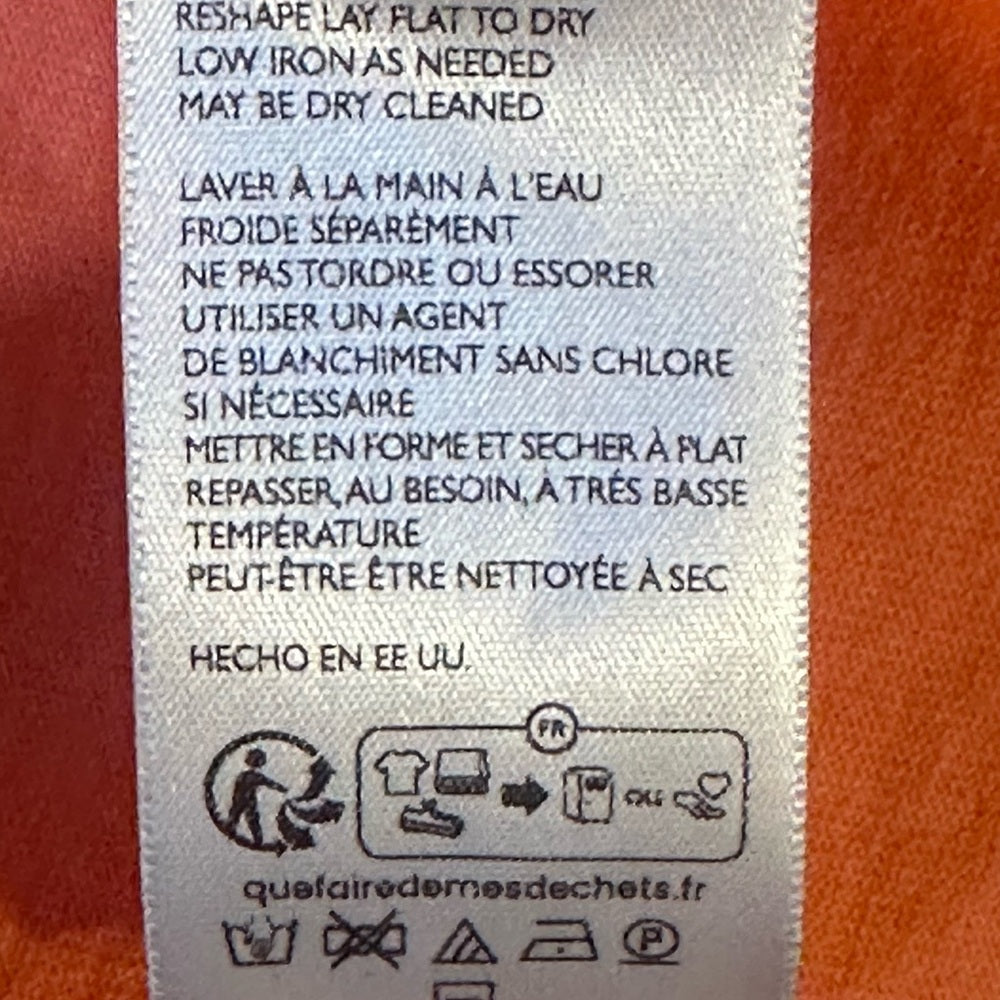 RESHAPE LAY FLAT TO DRY
LOW IRON AS NEEDED
MAY BE DRY CLEANED
LAVER À LA MAIN À L'EAU
FROIDE SÉPARÉMENT
NE PAS TORDRE OU ESSORER
UTILISER UN AGENT
DE BLANCHIMENT SANS CHLORE
SI NÉCESSAIRE
METTRE EN FORME ET SECHER À PLAT
REPASSER, AU BESOIN, À TRÉS BASSE
TEMPÉRATURE
PEUT-ÊTRE ÊTRE NETTOYÉE À SEC
HECHO EN EE UU.
FR
OU
quefairedemesdechets.fr
P